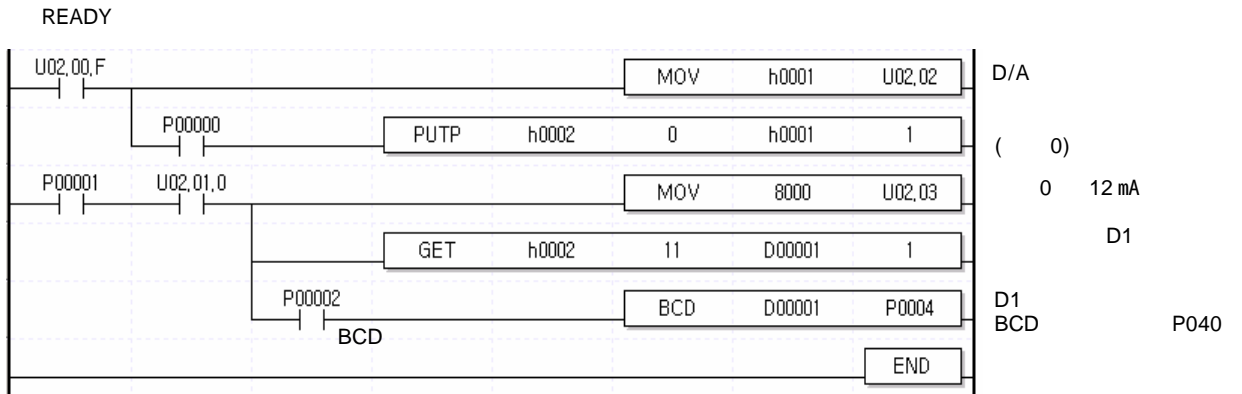 READY
U02,00,F MOV h0001 U02,02 D/A
P00000 PUTP h0002 0 h0001 1 ( 0)
P00001 U02,01,0 MOV 8000 U02,03 0 12 mA
GET h0002 11 D00001 1 D1
P00002 BCD D00001 P0004 D1
BCD BCD P040
END